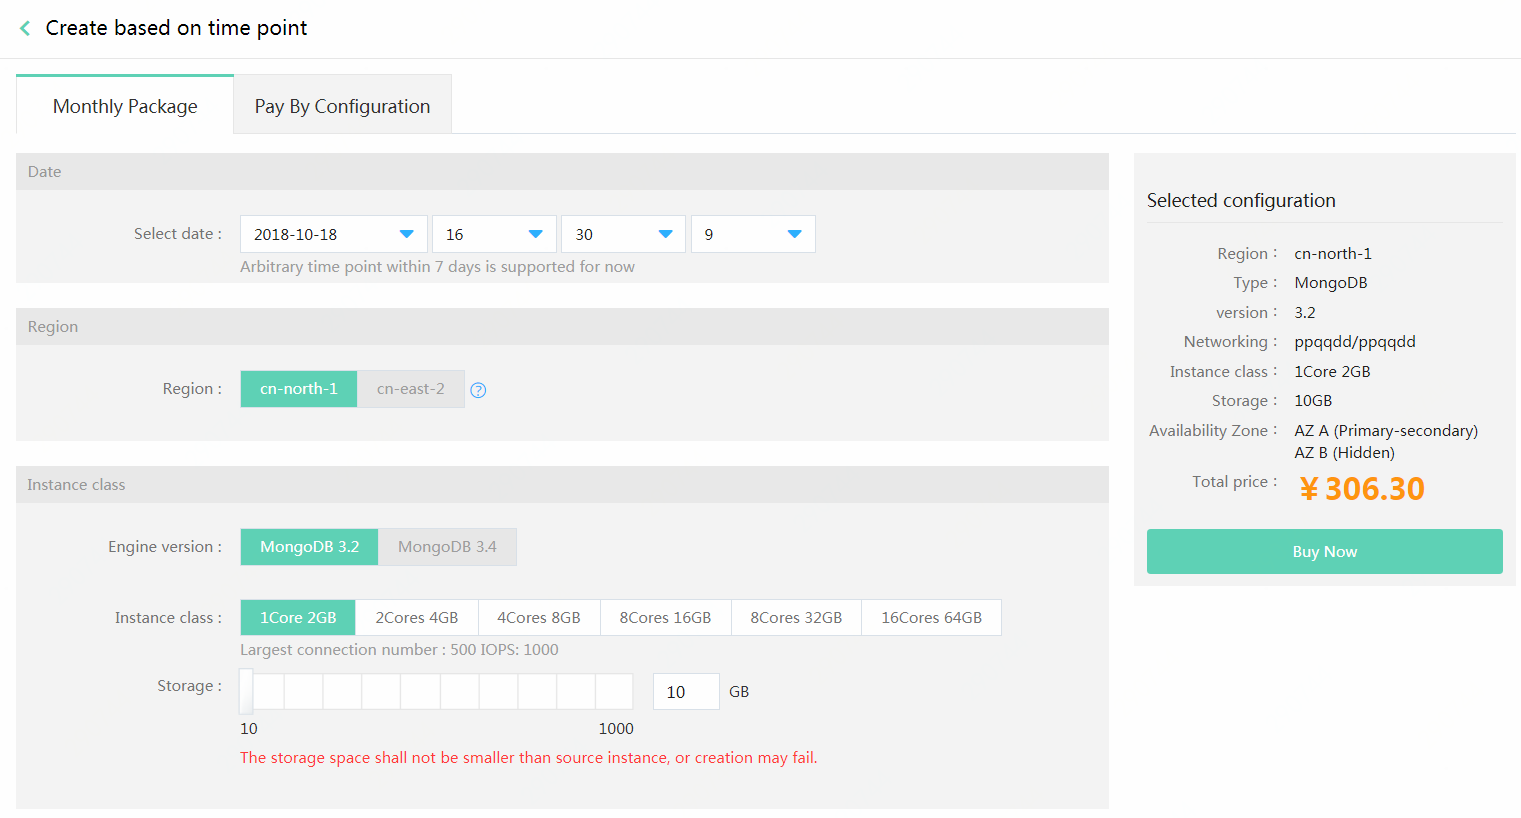 Create based on time point
Monthly Package
Pay By Configuration
Date
Select date : 2018-10-18 16 30 9
Arbitrary time point within 7 days is supported for now
Region
Region : cn-north-1 cn-east-2 ?
Instance class
Engine version : MongoDB 3.2 MongoDB 3.4
Instance class : 1Core 2GB 2Cores 4GB 4Cores 8GB 8Cores 16GB 8Cores 32GB 16Cores 64GB
Largest connection number : 500 IOPS: 1000
Storage : 10 GB
10 1000
The storage space shall not be smaller than source instance, or creation may fail.
Selected configuration
Region : cn-north-1
Type : MongoDB
version : 3.2
Networking : ppqqdd/ppqqdd
Instance class : 1Core 2GB
Storage : 10GB
Availability Zone : AZ A (Primary-secondary)
AZ B (Hidden)
Total price : ¥306.30
Buy Now